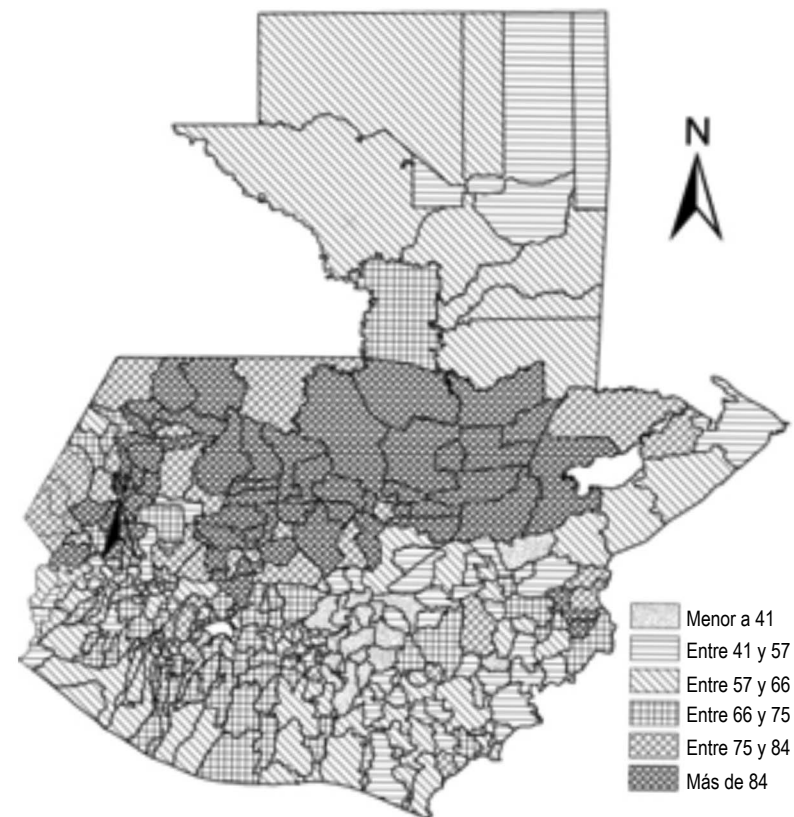 N
Menor a 41
Entre 41 y 57
Entre 57 y 66
Entre 66 y 75
Entre 75 y 84
Más de 84